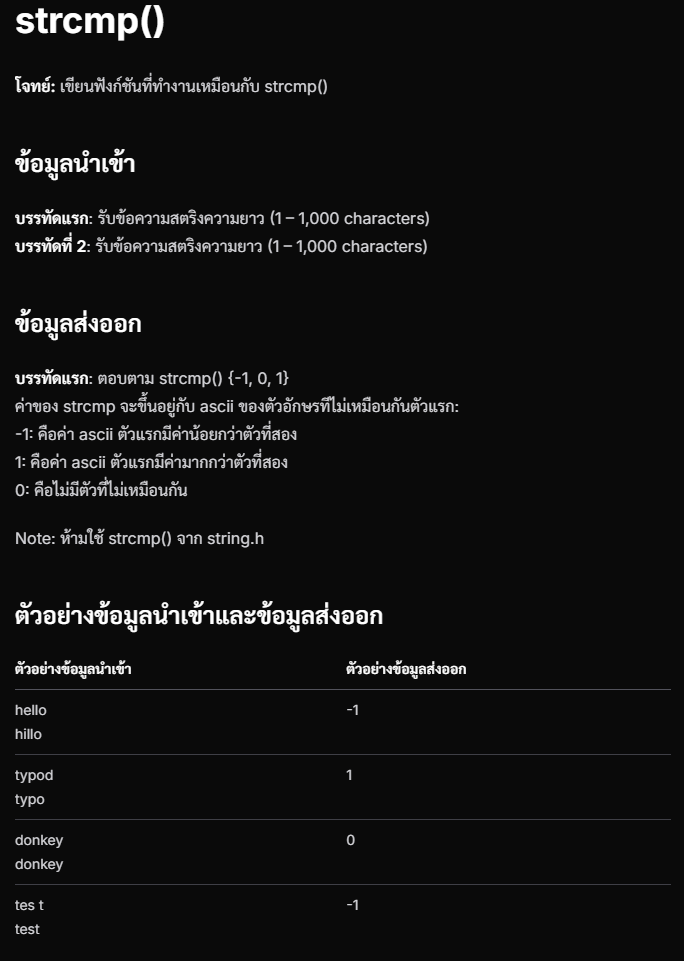 strcmp()
โจทย์: เขียนฟังก์ชันที่ทำงานเหมือนกับ strcmp()
ข้อมูลนำเข้า
บรรทัดแรก: รับข้อความสตริงความยาว (1 – 1,000 characters)
บรรทัดที่ 2: รับข้อความสตริงความยาว (1 – 1,000 characters)
ข้อมูลส่งออก
บรรทัดแรก: ตอบตาม strcmp() {-1, 0, 1}
ค่าของ strcmp จะขึ้นอยู่กับ ascii ของตัวอักษรที่ไม่เหมือนกันตัวแรก:
-1: คือค่า ascii ตัวแรกมีค่าน้อยกว่าตัวที่สอง
1: คือค่า ascii ตัวแรกมีค่ามากกว่าตัวที่สอง
0: คือไม่มีตัวที่ไม่เหมือนกัน
Note: ห้ามใช้ strcmp() จาก string.h
ตัวอย่างข้อมูลนำเข้าและข้อมูลส่งออก
ตัวอย่างข้อมูลนำเข้า ตัวอย่างข้อมูลส่งออก
hello -1
hillo
typod 1
typo
donkey 0
donkey
tes t -1
test